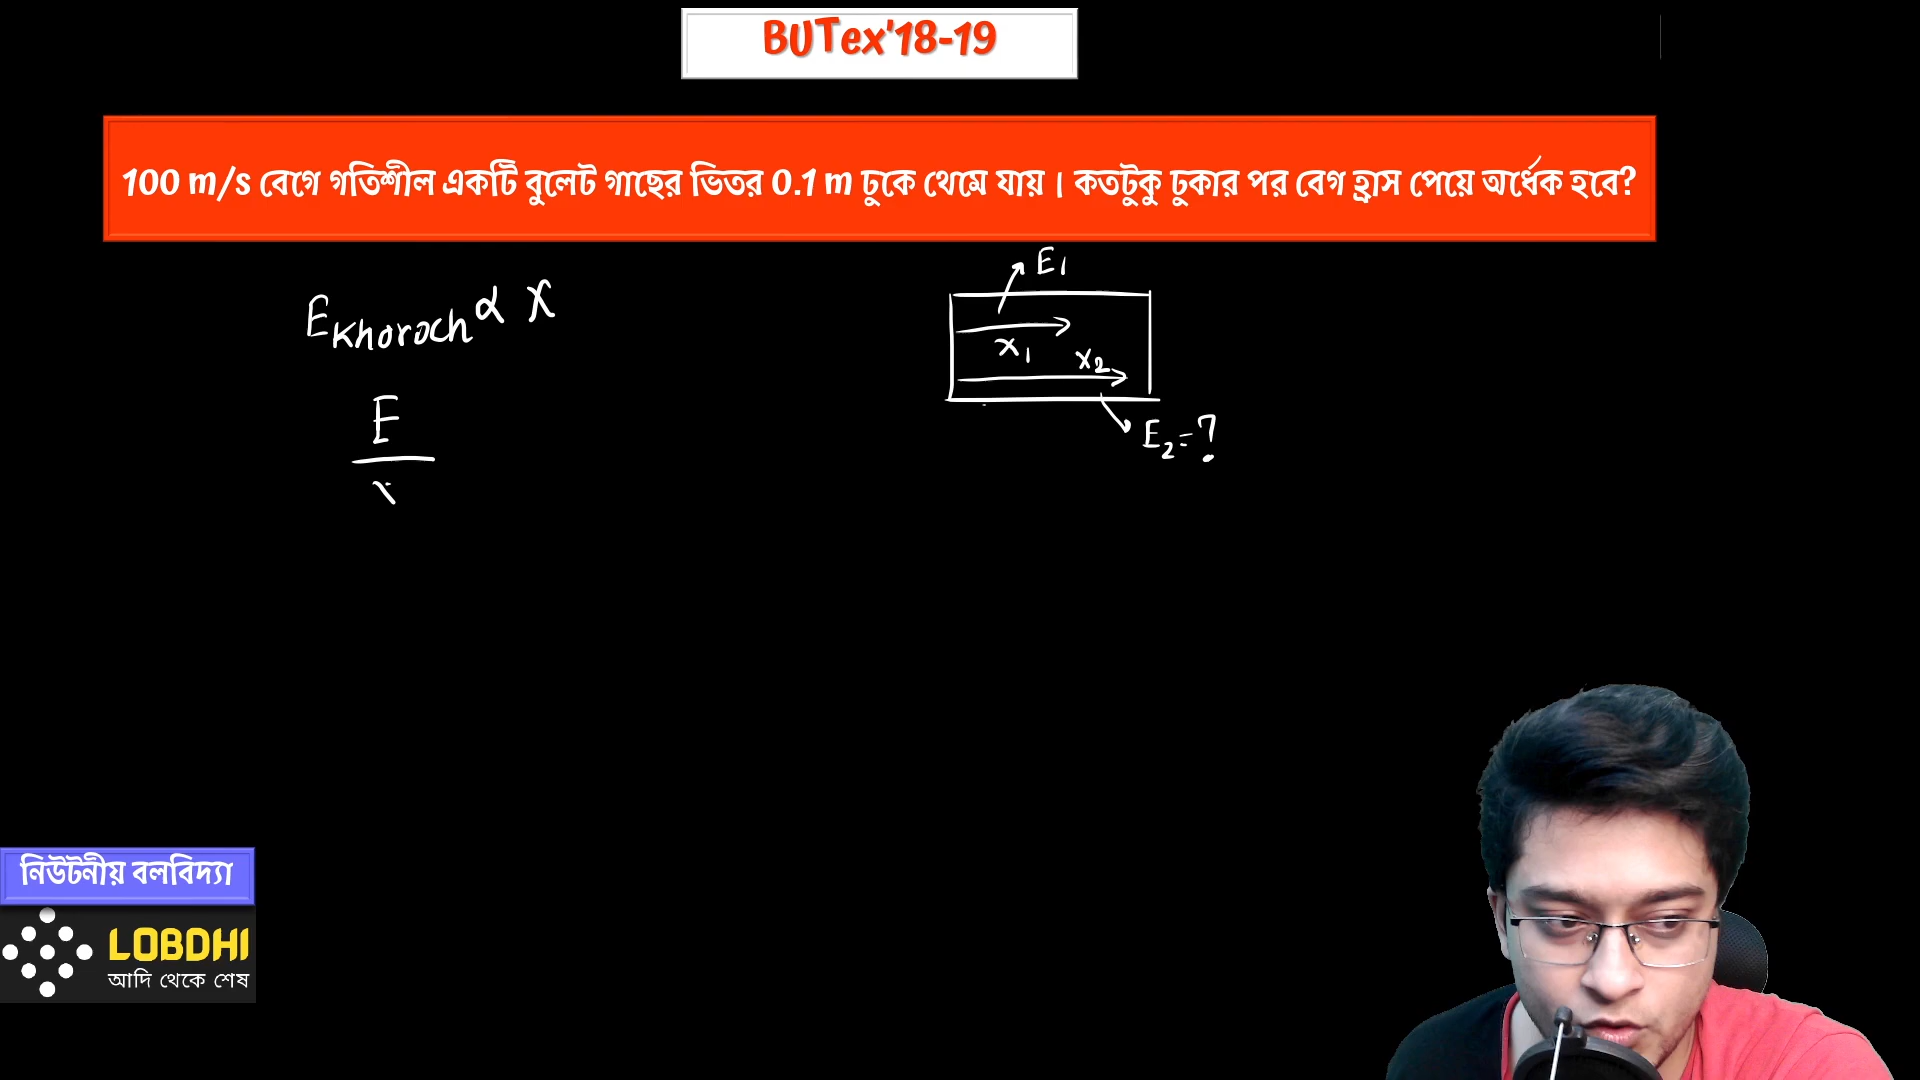 BUTex'18-19
100 m/s বেগে গতিশীল একটি বুলেট গাছের ভিতর 0.1 m ঢুকে থেমে যায় । কতটুকু ঢুকার পর বেগ হ্রাস পেয়ে অর্ধেক হবে?
E1
EKhoroch α X
x1
x2
E
E2=?
নিউটনীয় বলবিদ্যা
LOBDHI
আদি থেকে শেষ